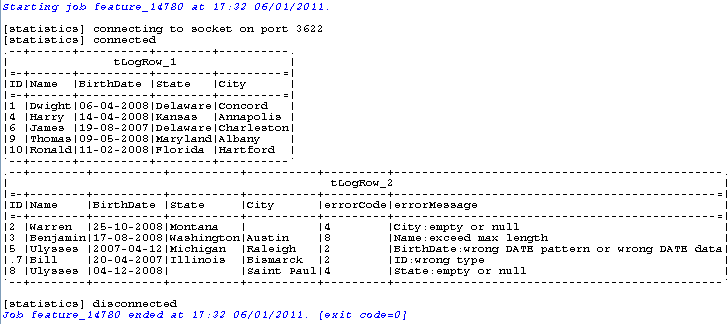 Starting job feature_14780 at 17:32 06/01/2011.
[statistics] connecting to socket on port 3622
[statistics] connected
.--+------+----------+--------+----------.
| tLogRow_1 |
|=-+------+----------+--------+---------=|
|ID|Name |BirthDate |State |City |
|=-+------+----------+--------+---------=|
|1 |Dwight|06-04-2008|Delaware|Concord |
|4 |Harry |14-04-2008|Kansas |Annapolis |
|6 |James |19-08-2007|Delaware|Charleston|
|9 |Thomas|09-05-2008|Maryland|Albany |
|10|Ronald|11-02-2008|Florida |Hartford |
'--+------+----------+--------+----------'
.--+--------+----------+----------+----------+---------+--------------------------------------------.
| tLogRow_2 |
|=-+--------+----------+----------+----------+---------+-------------------------------------------=|
|ID|Name |BirthDate |State |City |errorCode|errorMessage |
|=-+--------+----------+----------+----------+---------+-------------------------------------------=|
|2 |Warren |25-10-2008|Montana | |4 |City:empty or null |
|3 |Benjamin|17-08-2008|Washington|Austin |8 |Name:exceed max length |
|5 |Ulysses |2007-04-12|Michigan |Raleigh |2 |BirthDate:wrong DATE pattern or wrong DATE data|
|.7|Bill |20-04-2007|Illinois |Bismarck |2 |ID:wrong type |
|8 |Ulysses |04-12-2008| |Saint Paul|4 |State:empty or null |
'--+--------+----------+----------+----------+---------+--------------------------------------------'
[statistics] disconnected
Job feature_14780 ended at 17:32 06/01/2011. [exit code=0]